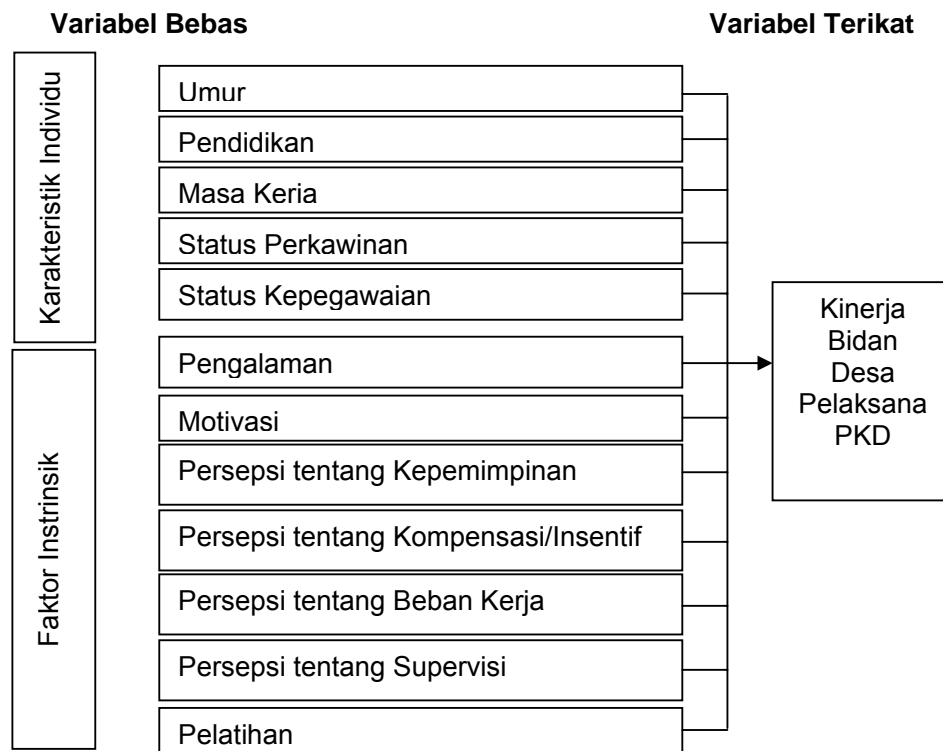 Variabel Bebas
Variabel Terikat
Karakteristik Individu
Umur
Pendidikan
Masa Kerja
Status Perkawinan
Status Kepegawaian
Faktor Instrinsik
Pengalaman
Motivasi
Persepsi tentang Kepemimpinan
Persepsi tentang Kompensasi/Insentif
Persepsi tentang Beban Kerja
Persepsi tentang Supervisi
Pelatihan
Kinerja
Bidan
Desa
Pelaksana
PKD